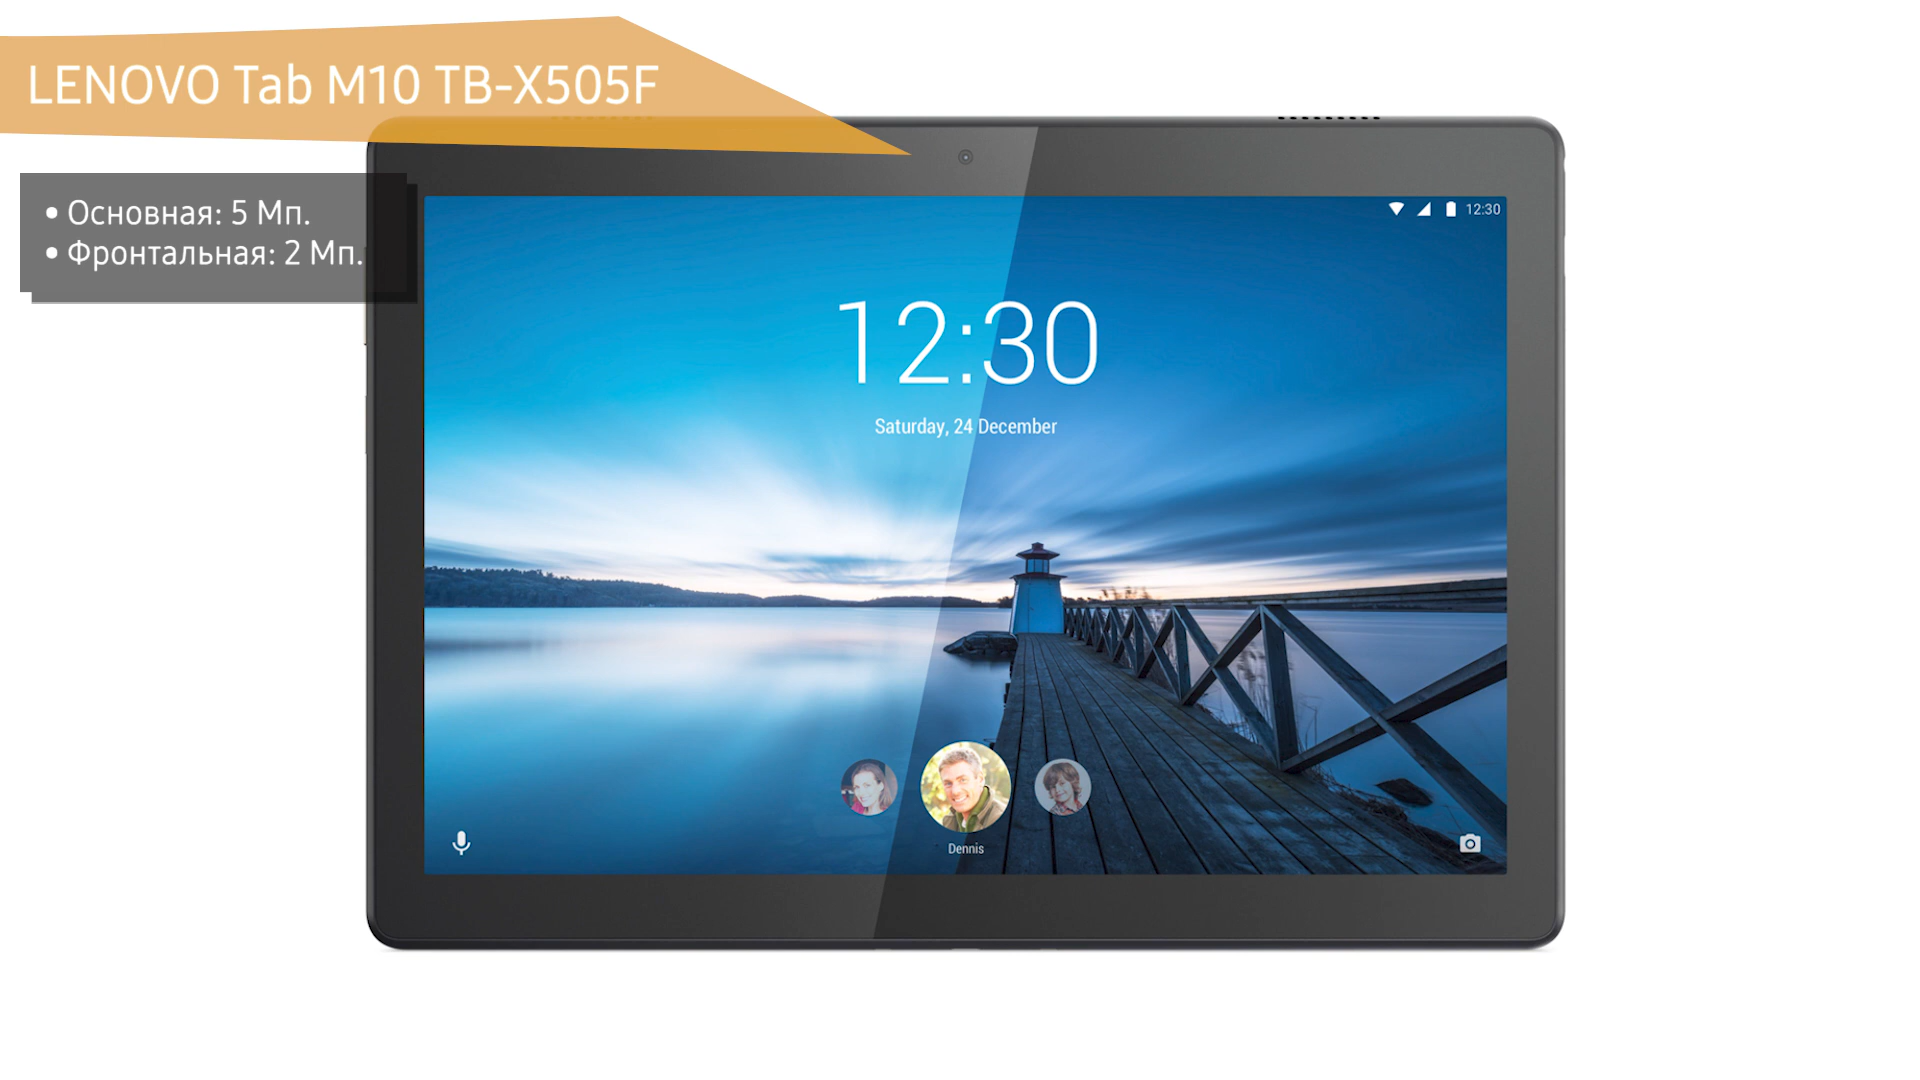 LENOVO Tab M10 TB-X505F
• Основная: 5 Мп.
• Фронтальная: 2 Мп.
12:30
12:30
Saturday, 24 December
Dennis